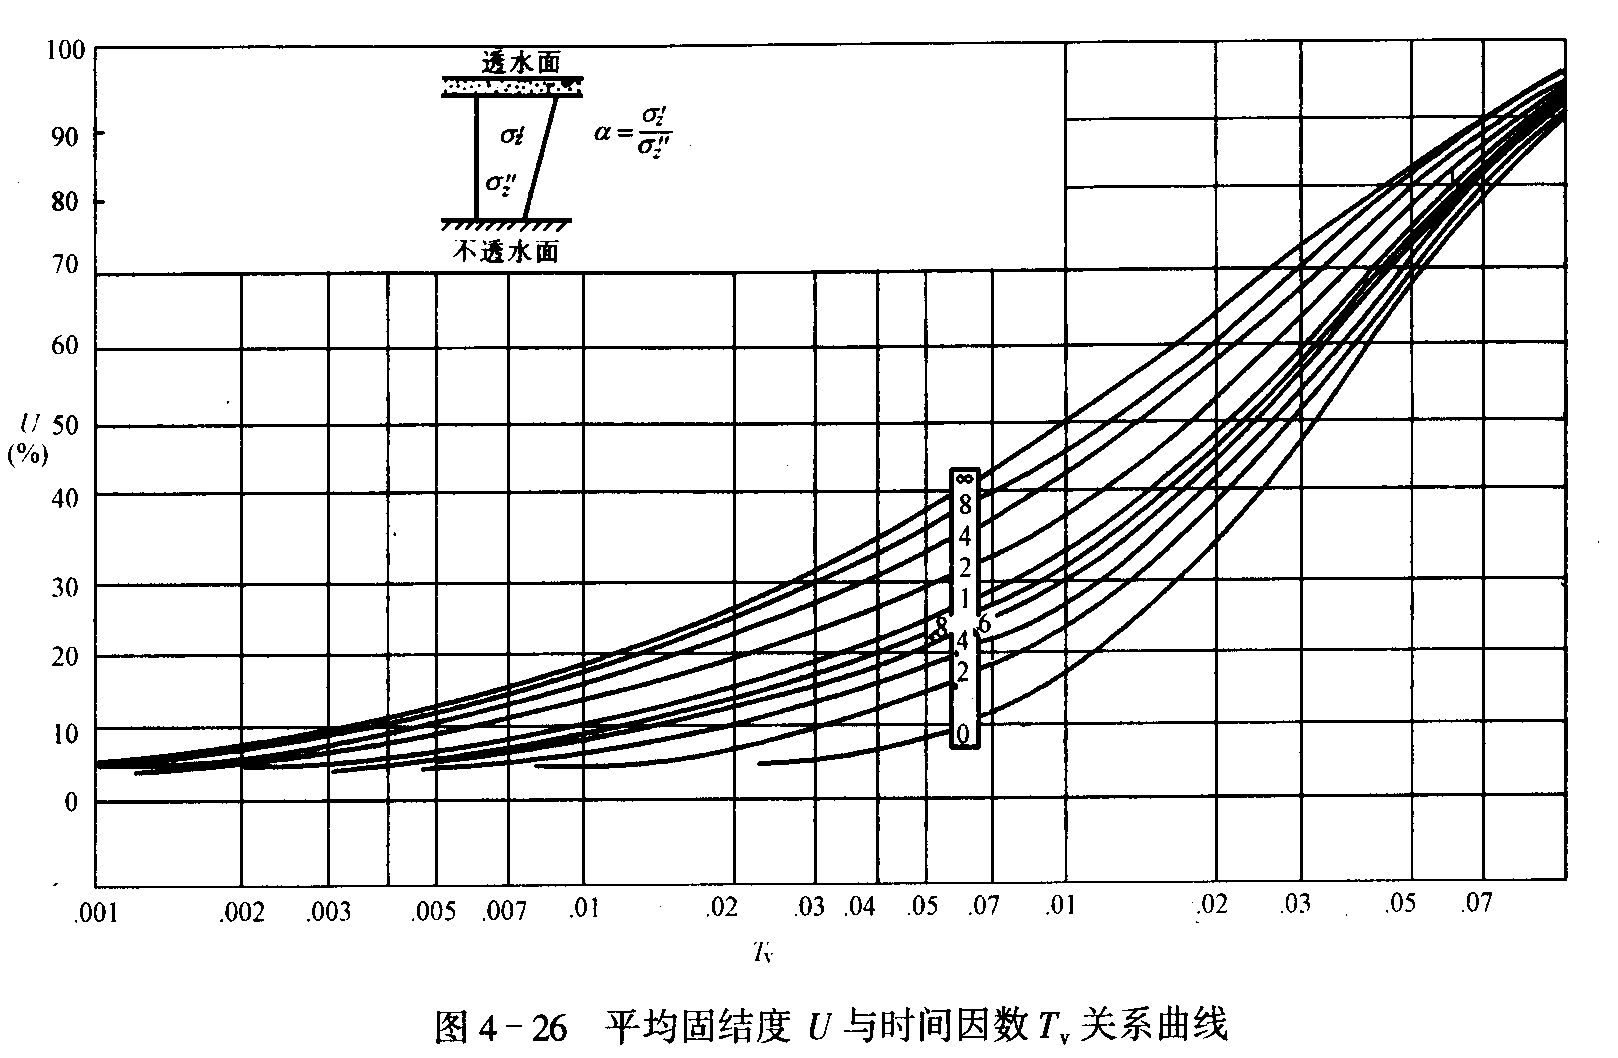 100
90
80
70
60
U 50
(%)
40
30
20
10
0
透水面
σz′
σz″
α = σz′/σz″
不透水面
∞
8
4
2
1
8 6
4
2
0
.001 .002 .003 .005 .007 .01 .02 .03 .04 .05 .07 .01 .02 .03 .05 .07
Tv
图 4-26 平均固结度 U 与时间因数 Tv 关系曲线